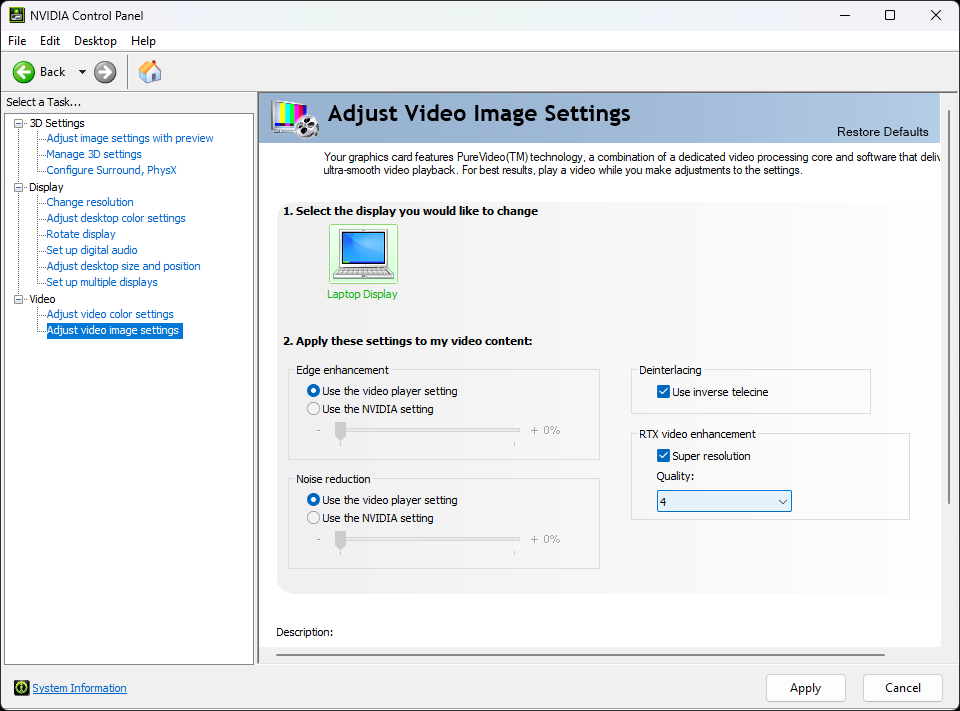 NVIDIA Control Panel
File Edit Desktop Help
Back
Select a Task...
3D Settings
Adjust image settings with preview
Manage 3D settings
Configure Surround, PhysX
Display
Change resolution
Adjust desktop color settings
Rotate display
Set up digital audio
Adjust desktop size and position
Set up multiple displays
Video
Adjust video color settings
Adjust video image settings
Adjust Video Image Settings
Restore Defaults
Your graphics card features PureVideo(TM) technology, a combination of a dedicated video processing core and software that deliv
ultra-smooth video playback. For best results, play a video while you make adjustments to the settings.
1. Select the display you would like to change
Laptop Display
2. Apply these settings to my video content:
Edge enhancement
Use the video player setting
Use the NVIDIA setting
- + 0%
Noise reduction
Use the video player setting
Use the NVIDIA setting
- + 0%
Deinterlacing
Use inverse telecine
RTX video enhancement
Super resolution
Quality:
4
Description:
System Information
Apply Cancel